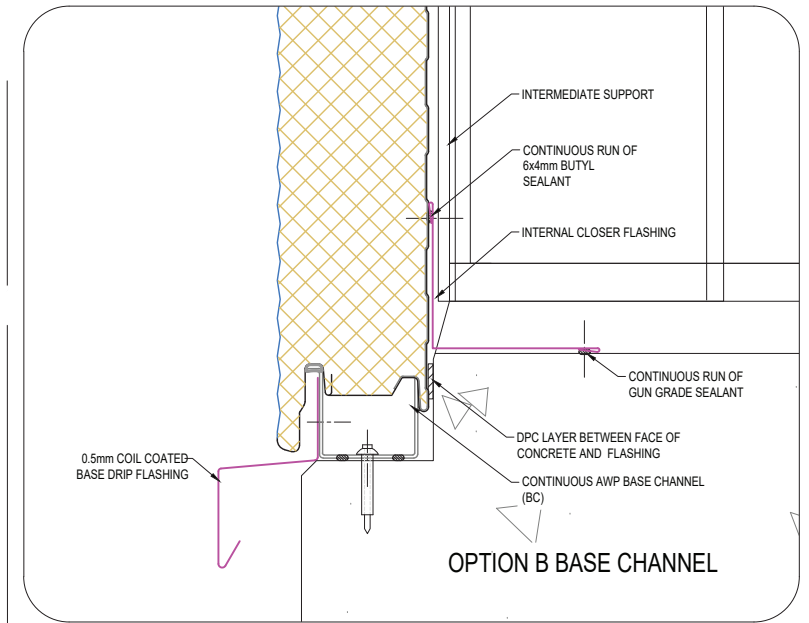 INTERMEDIATE SUPPORT
CONTINUOUS RUN OF
6x4mm BUTYL
SEALANT
INTERNAL CLOSER FLASHING
CONTINUOUS RUN OF
GUN GRADE SEALANT
DPC LAYER BETWEEN FACE OF
CONCRETE AND FLASHING
0.5mm COIL COATED
BASE DRIP FLASHING
CONTINUOUS AWP BASE CHANNEL
(BC)
OPTION B BASE CHANNEL